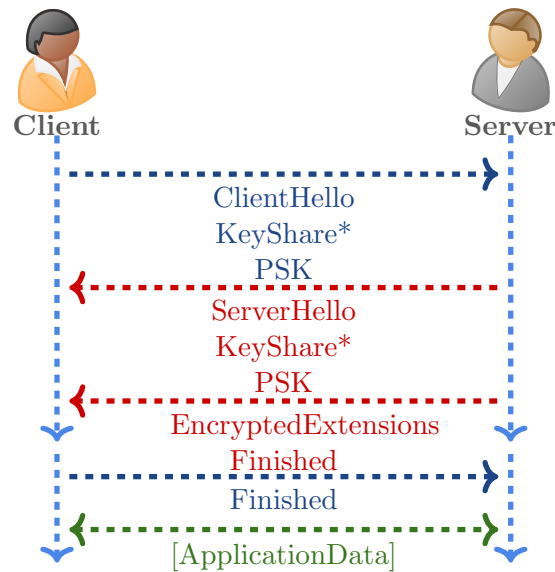 Client Server
ClientHello
KeyShare*
PSK
ServerHello
KeyShare*
PSK
EncryptedExtensions
Finished
Finished
[ApplicationData]